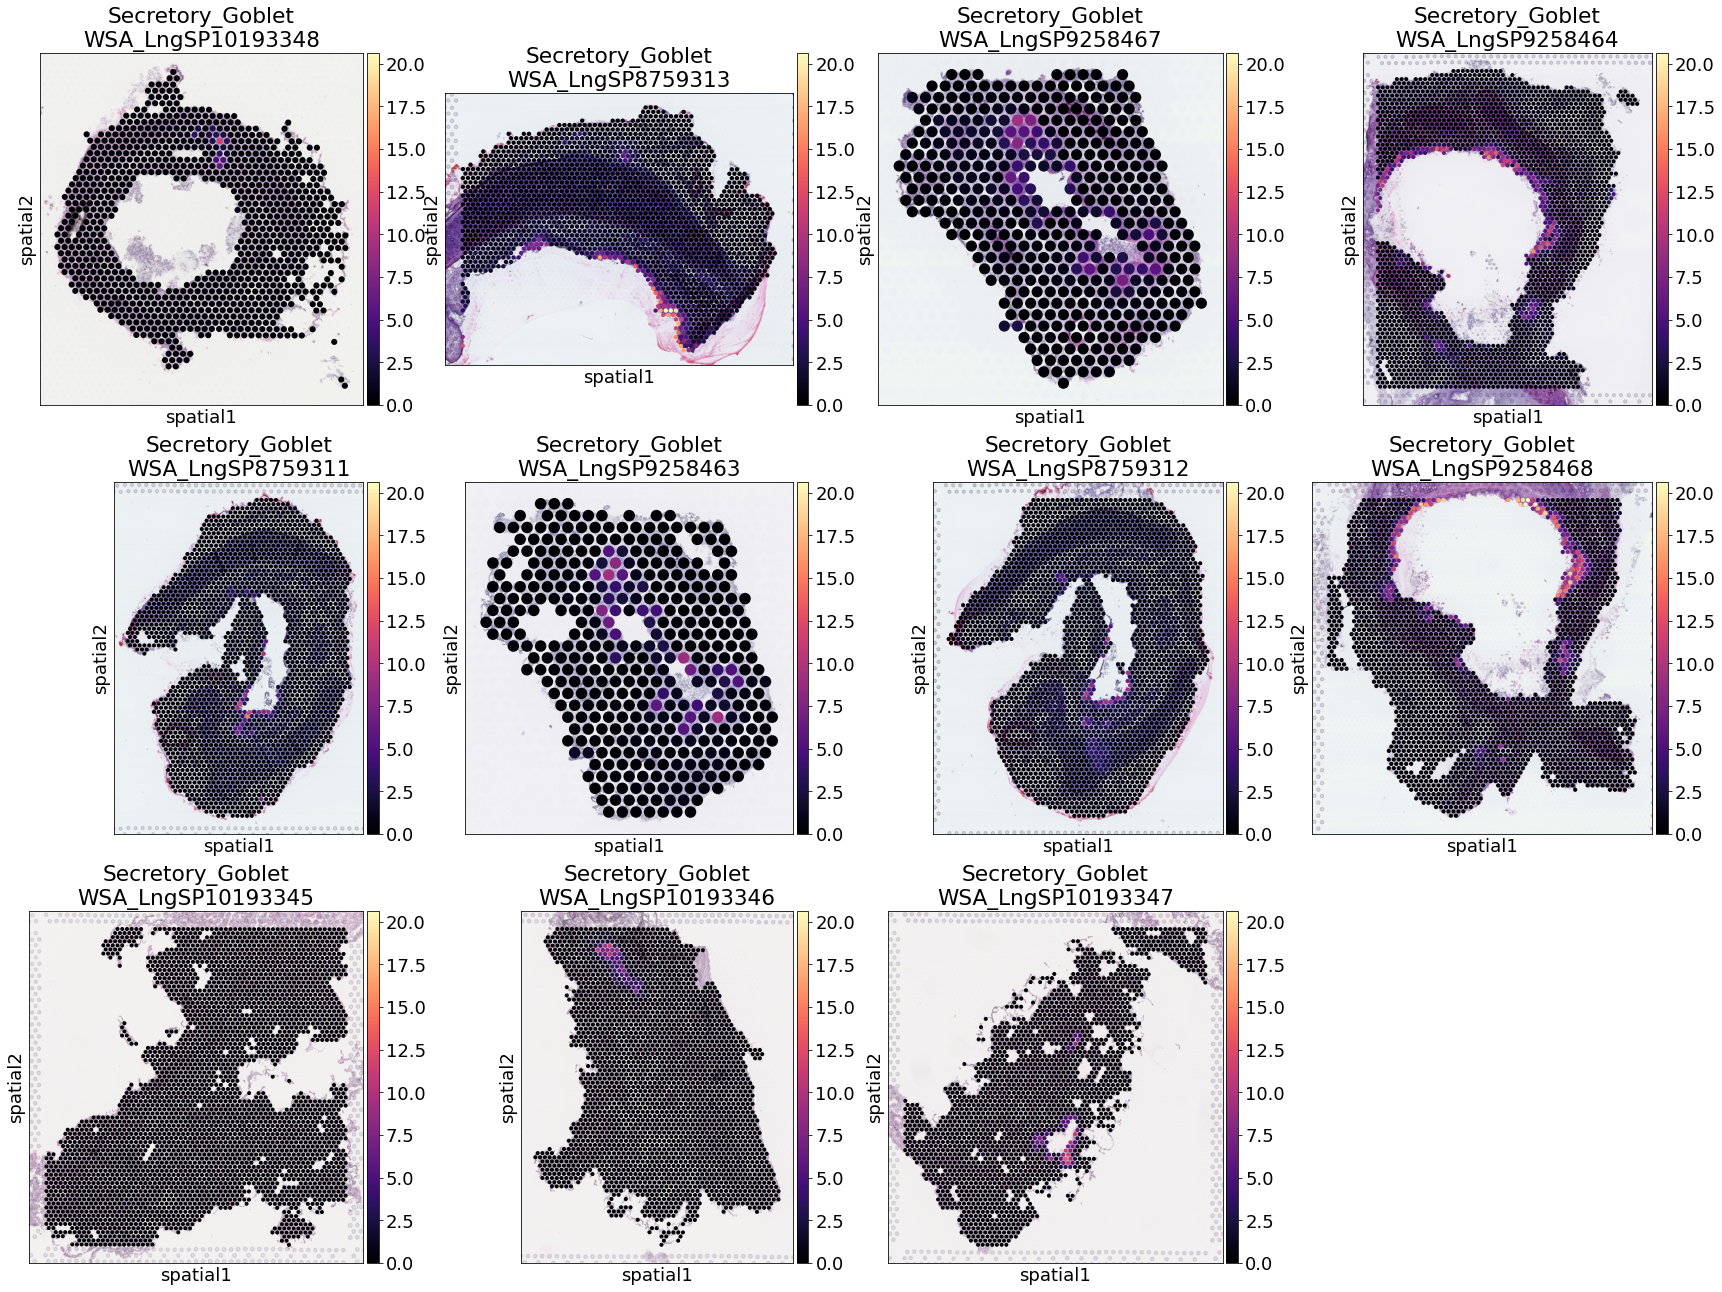 Secretory_Goblet
WSA_LngSP10193348
spatial2
spatial1
20.0
17.5
15.0
12.5
10.0
7.5
5.0
2.5
0.0
Secretory_Goblet
WSA_LngSP8759313
spatial2
spatial1
20.0
17.5
15.0
12.5
10.0
7.5
5.0
2.5
0.0
Secretory_Goblet
WSA_LngSP9258467
spatial2
spatial1
20.0
17.5
15.0
12.5
10.0
7.5
5.0
2.5
0.0
Secretory_Goblet
WSA_LngSP9258464
spatial2
spatial1
20.0
17.5
15.0
12.5
10.0
7.5
5.0
2.5
0.0
Secretory_Goblet
WSA_LngSP8759311
spatial2
spatial1
20.0
17.5
15.0
12.5
10.0
7.5
5.0
2.5
0.0
Secretory_Goblet
WSA_LngSP9258463
spatial2
spatial1
20.0
17.5
15.0
12.5
10.0
7.5
5.0
2.5
0.0
Secretory_Goblet
WSA_LngSP8759312
spatial2
spatial1
20.0
17.5
15.0
12.5
10.0
7.5
5.0
2.5
0.0
Secretory_Goblet
WSA_LngSP9258468
spatial2
spatial1
20.0
17.5
15.0
12.5
10.0
7.5
5.0
2.5
0.0
Secretory_Goblet
WSA_LngSP10193345
spatial2
spatial1
20.0
17.5
15.0
12.5
10.0
7.5
5.0
2.5
0.0
Secretory_Goblet
WSA_LngSP10193346
spatial2
spatial1
20.0
17.5
15.0
12.5
10.0
7.5
5.0
2.5
0.0
Secretory_Goblet
WSA_LngSP10193347
spatial2
spatial1
20.0
17.5
15.0
12.5
10.0
7.5
5.0
2.5
0.0